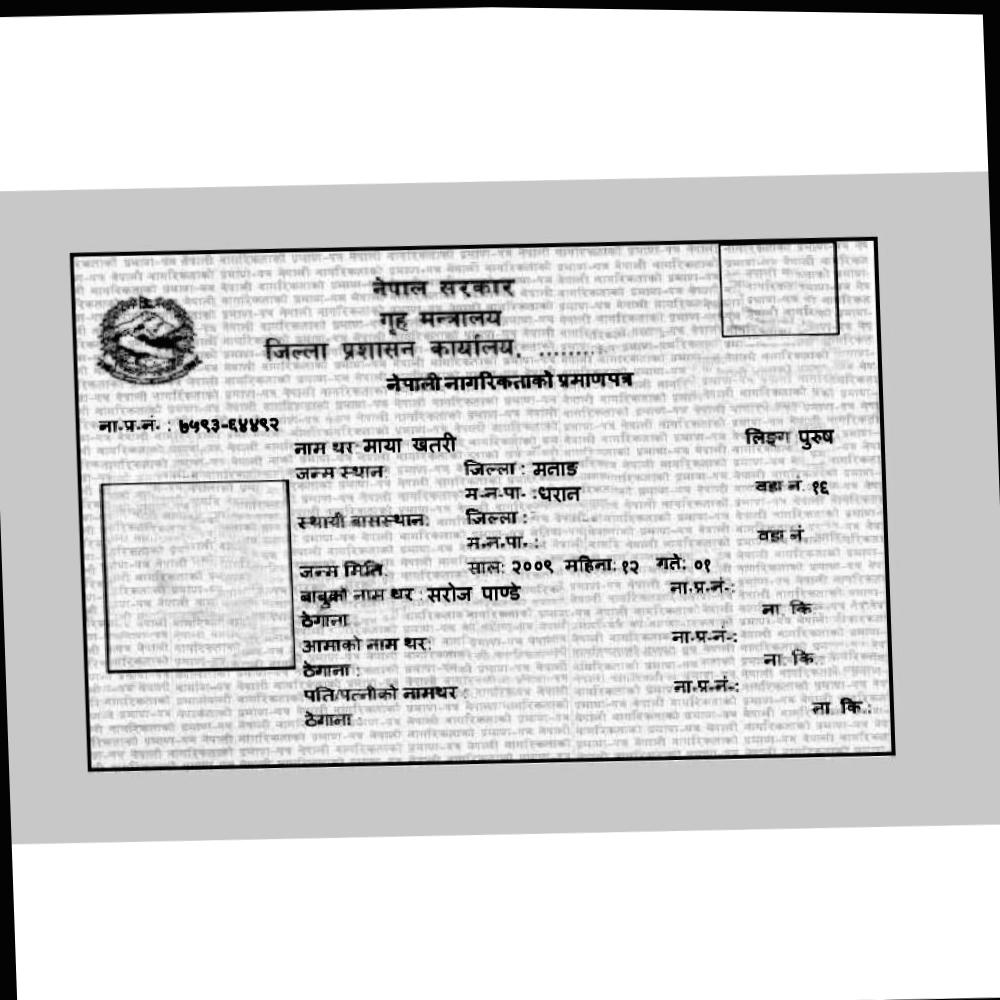 नेपाल सरकार
गृह मन्त्रालय
जिल्ला प्रशासन कार्यालय, ........
नेपाली नागरिकताको प्रमाणपत्र
ना.प्र.नं. : ७५९३-६४४९२
नाम थर माया खतरी लिङ्ग पुरुष
जन्म स्थान: जिल्ला : मनाङ
म.न.पा. :धरान वडा नं. १६
स्थायी बासस्थान: जिल्ला :
म.न.पा. : वडा नं.
जन्म मिति: साल: २००९ महिना: १२ गते: ०१
बाबुको नाम थर : सरोज पाण्डे ना.प्र.नं.:
ठेगाना ना. कि
आमाको नाम थर: ना.प्र.नं.:
ठेगाना : ना. कि.:
पति/पत्नीको नामथर : ना.प्र.नं.:
ठेगाना : ना. कि.: